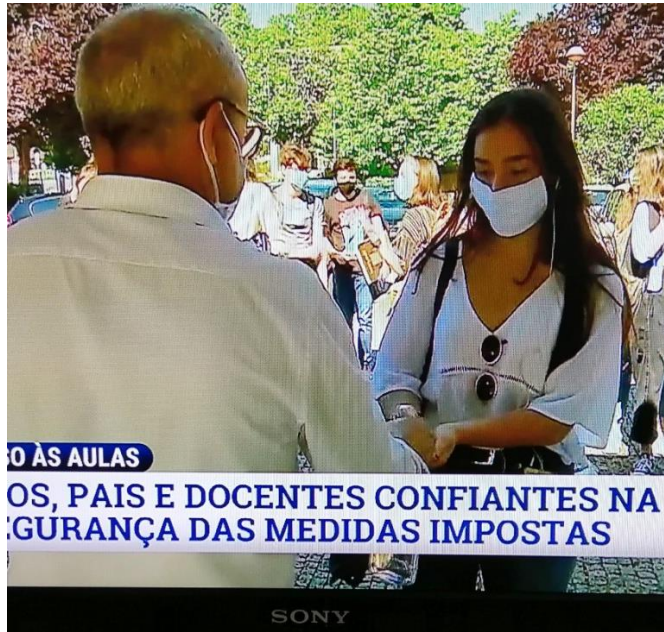 O ÀS AULAS
OS, PAIS E DOCENTES CONFIANTES NA
EGURANÇA DAS MEDIDAS IMPOSTAS
SONY